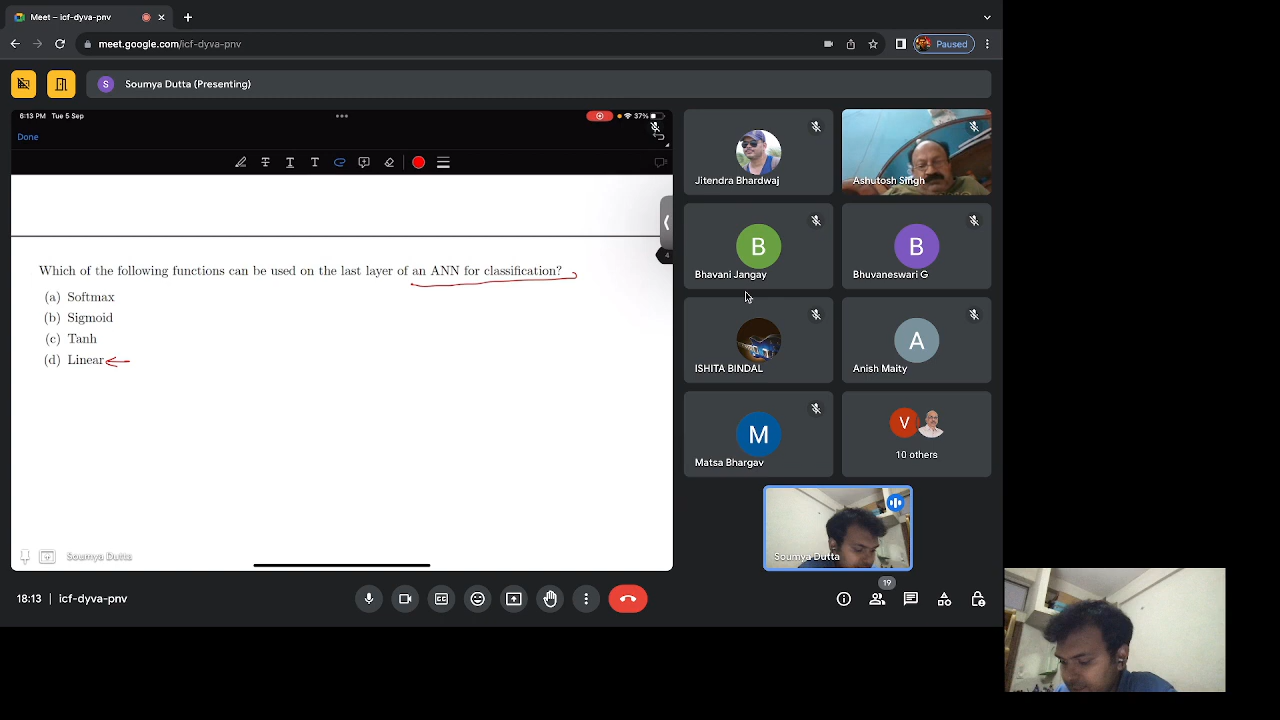 Meet – icf-dyva-pnv
meet.google.com/icf-dyva-pnv
Paused
S
Soumya Dutta (Presenting)
6:13 PM Tue 5 Sep
37%
Done
T T T
4
Which of the following functions can be used on the last layer of an ANN for classification?
(a) Softmax
(b) Sigmoid
(c) Tanh
(d) Linear
Soumya Dutta
Jitendra Bhardwaj
Ashutosh Singh
B
Bhavani Jangay
B
Bhuvaneswari G
ISHITA BINDAL
A
Anish Maity
M
Matsa Bhargav
V
10 others
Soumya Dutta
18:13 | icf-dyva-pnv
19